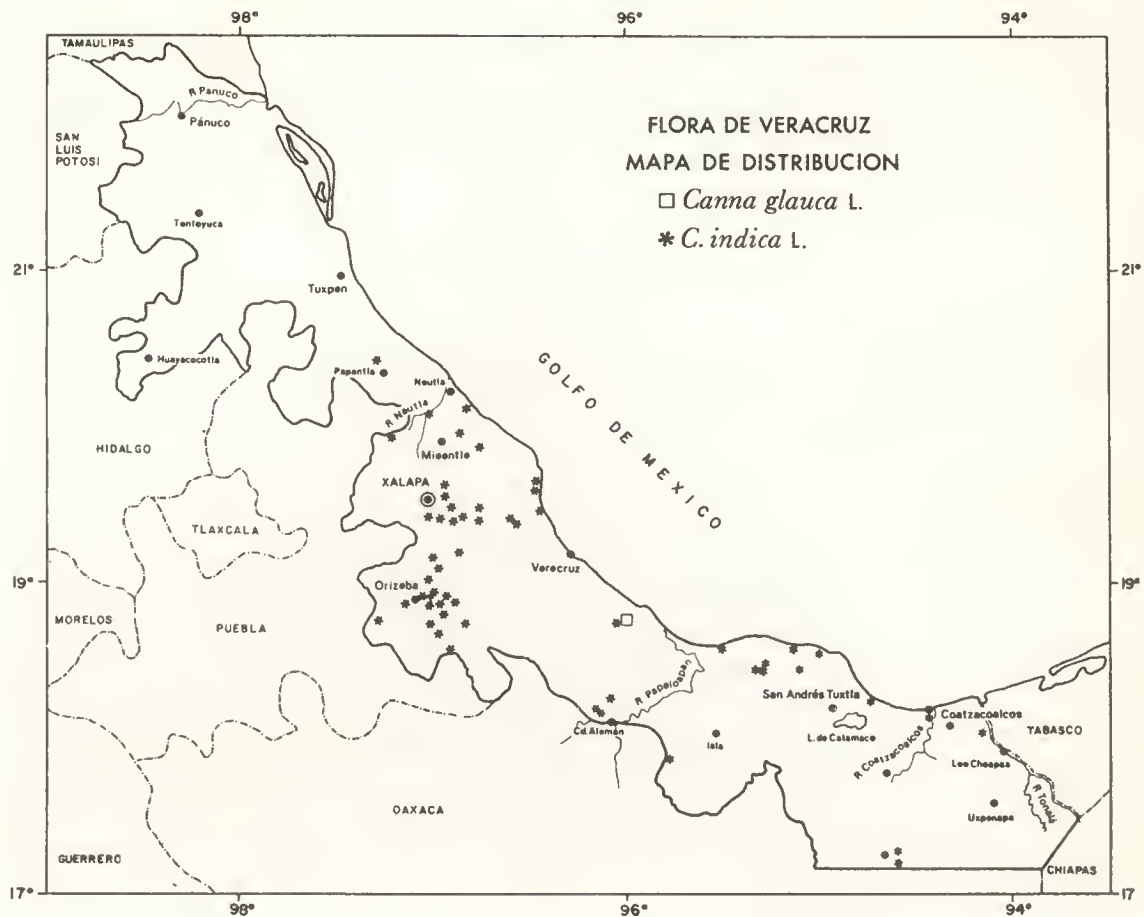 98° 96° 94°
TAMAULIPAS
R. Panuco
Pánuco
SAN
LUIS
POTOSI
FLORA DE VERACRUZ
MAPA DE DISTRIBUCION
□ Canna glauca L.
* C. indica L.
Tantoyuca
21° 21°
Tuxpan
Huayacocotla
Papantla
Nautla
R. Nautla
GOLFO DE MEXICO
HIDALGO
Misantla
XALAPA
TLAXCALA
Veracruz
19° 19°
Orizaba
MORELOS
PUEBLA
R. Papaloapan
San Andrés Tuxtla
L. de Catamaco
Coatzacoalcos
TABASCO
Cd. Alemán
Isla
R. Coatzacoalcos
Las Choapas
R. Tonalá
Uxpanapa
OAXACA
GUERRERO
CHIAPAS
17° 17
98° 96° 94°